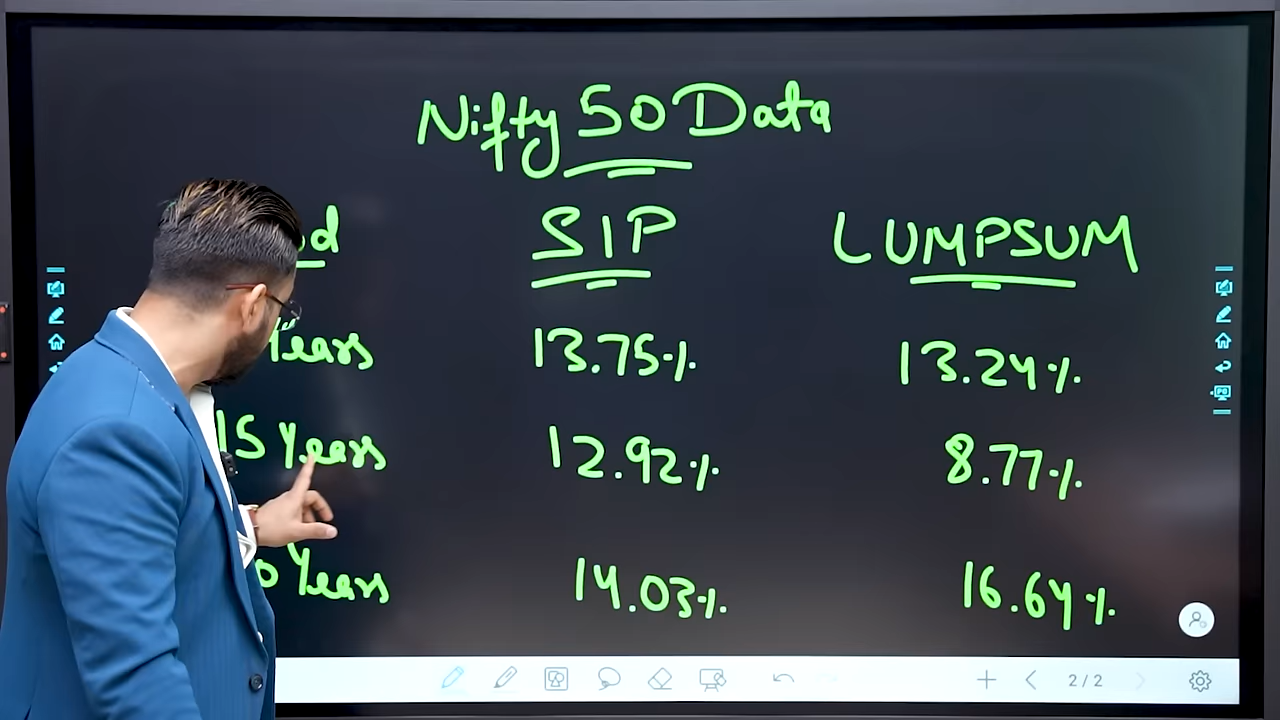 Nifty 50 Data
SIP LUMPSUM
Years 13.75% 13.24%
15 Years 12.92% 8.77%
0 Years 14.03% 16.64%
2/2